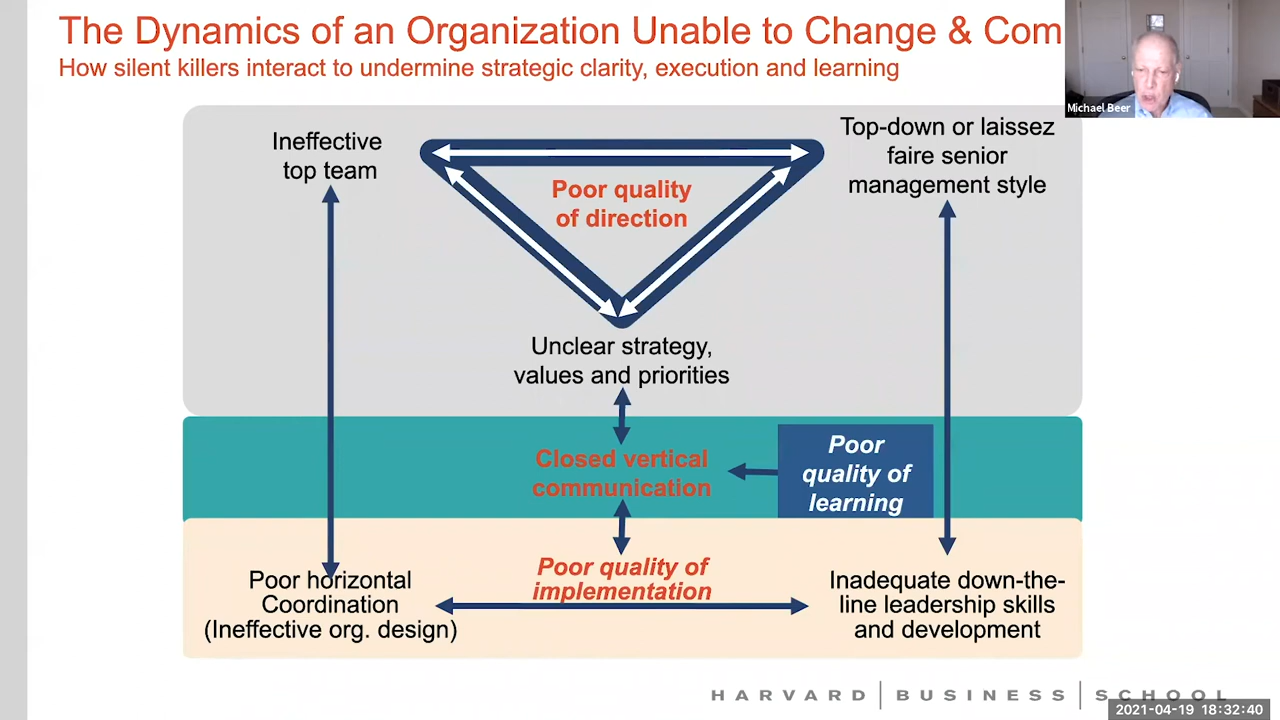 The Dynamics of an Organization Unable to Change & Com
How silent killers interact to undermine strategic clarity, execution and learning
Michael Beer
Ineffective
top team
Poor quality
of direction
Top-down or laissez
faire senior
management style
Unclear strategy,
values and priorities
Closed vertical
communication
Poor
quality of
learning
Poor quality of
implementation
Poor horizontal
Coordination
(Ineffective org. design)
Inadequate down-the-
line leadership skills
and development
HARVARD | BUSINESS | SCHOOL
2021-04-19 18:32:40